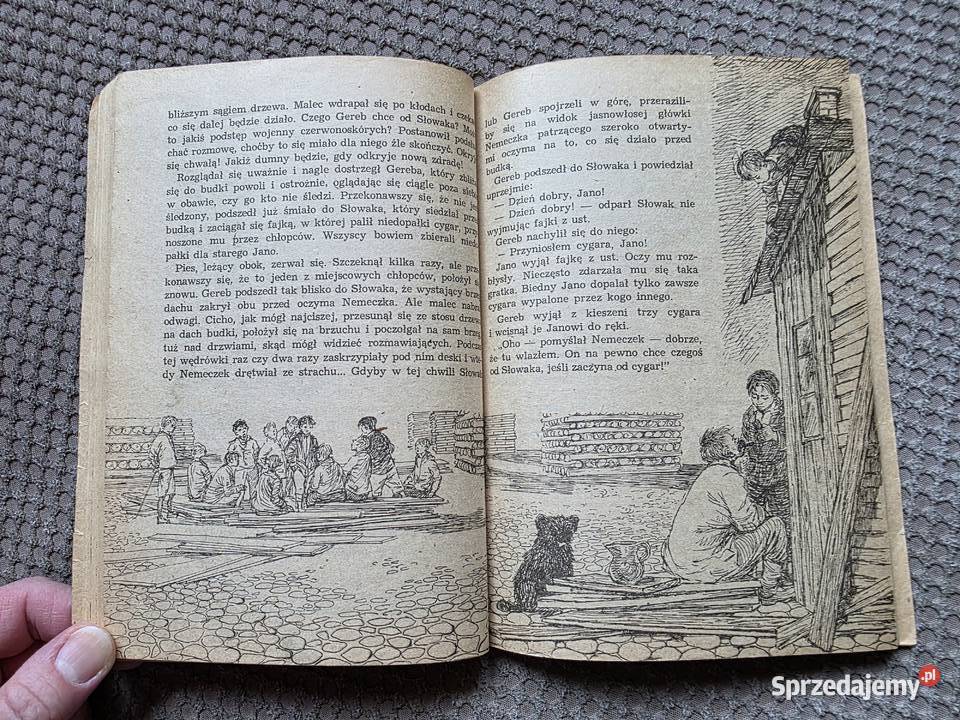 bliższym sągiem drzewa. Malec wdrapał się po kłodach i
co się dalej będzie działo. Czego Gereb chce od Słowaka?
to jakiś podstęp wojenny czerwonoskórych? Postanowił
chać rozmowę, choćby to się miało dla niego źle skończyć.
się chwałą! Jakiż dumny będzie, gdy odkryje nową zdradę!
Rozglądał się uważnie i nagle dostrzegł Gereba, który
się do budki powoli i ostrożnie, oglądając się ciągle poza
w obawie, czy go kto nie śledzi. Przekonawszy się, że nie
śledzony, podszedł już śmiało do Słowaka, który siedział
budką i zaciągał się fajką, w której palił niedopałki cygar,
noszone mu przez chłopców. Wszyscy bowiem zbierali
pałki dla starego Jano.
Pies, leżący obok, zerwał się. Szczeknął kilka razy, ale
konawszy się, że to jeden z miejscowych chłopców, położył
znowu. Gereb podszedł tak blisko do Słowaka, że wystający
dachu zakrył obu przed oczyma Nemeczka. Ale malec
odwagi. Cicho, jak mógł najciszej, przesunął się ze stosu
na dach budki, położył się na brzuchu i poczołgał na sam
tuż nad drzwiami, skąd mógł widzieć rozmawiających.
tej wędrówki raz czy dwa razy zaskrzypiały pod nim deski i
dy Nemeczek drętwiał ze strachu... Gdyby w tej chwili
lub Gereb spojrzeli w górę, przerazili-
by się na widok jasnowłosej główki
Nemeczka patrzącego szeroko otwarty-
mi oczyma na to, co się działo przed
budką.
Gereb podszedł do Słowaka i powiedział
uprzejmie:
— Dzień dobry, Jano!
— Dzień dobry! — odparł Słowak nie
wyjmując fajki z ust.
Gereb nachylił się do niego:
— Przyniosłem cygara, Jano!
Jano wyjął fajkę z ust. Oczy mu roz-
błysły. Nieczęsto zdarzała mu się taka
gratka. Biedny Jano dopalał tylko zawsze
cygara wypalone przez kogo innego.
Gereb wyjął z kieszeni trzy cygara
i wcisnął je Janowi do ręki.
„Oho — pomyślał Nemeczek — dobrze,
że tu wlazłem. On na pewno chce czegoś
od Słowaka, jeśli zaczyna od cygar!"
Sprzedajemy.pl